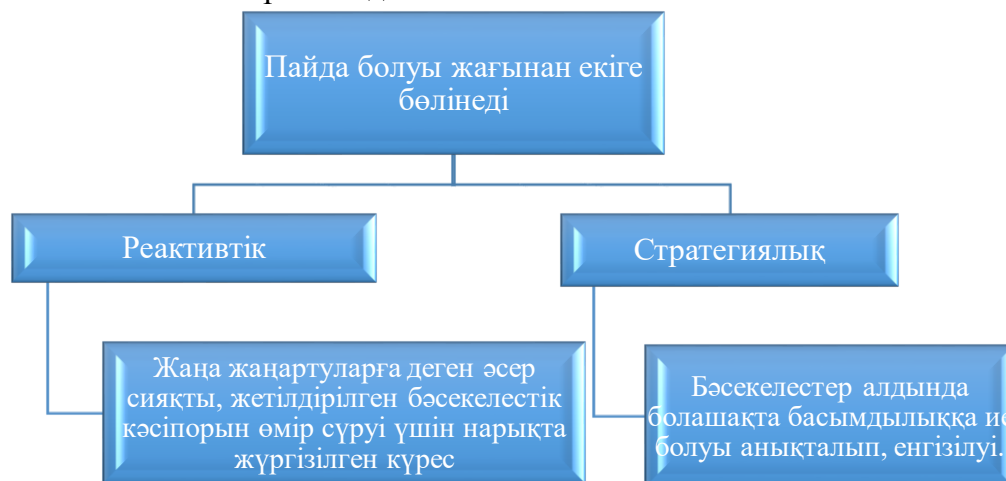 Пайда болуы жағынан екіге
бөлінеді
Реактивтік
Стратегиялық
Жаңа жаңартуларға деген әсер
сияқты, жетілдірілген бәсекелестік
кәсіпорын өмір сүруі үшін нарықта
жүргізілген күрес
Бәсекелестер алдында
болашақта басымдылыққа
болуы анықталып, енгізілуі.